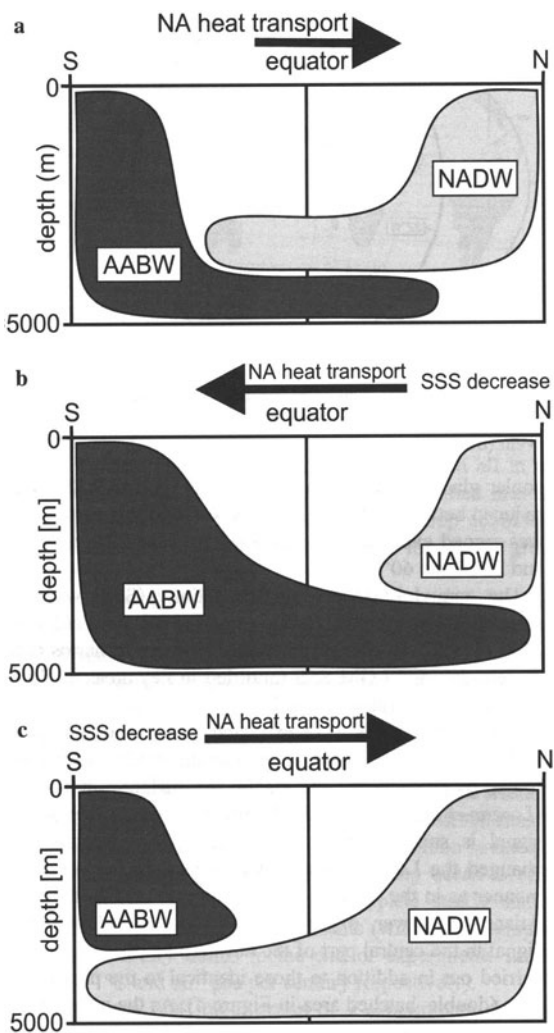 a
NA heat transport
S equator N
0
depth (m)
NADW
AABW
5000
b
NA heat transport SSS decrease
S equator N
0
depth [m]
NADW
AABW
5000
c
SSS decrease NA heat transport
S equator N
0
depth [m]
AABW NADW
5000